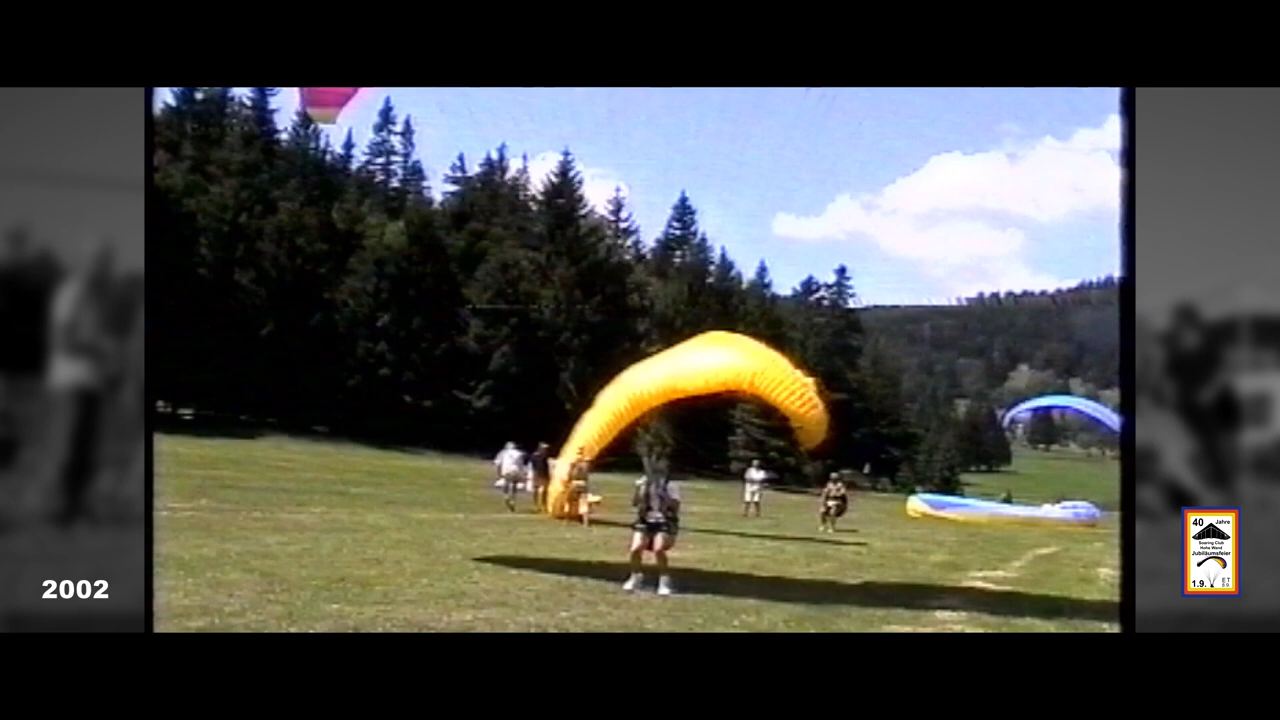 2002
40 Jahre
Soaring Club
Hohe Wand
Jubiläumsfeier
1.9.